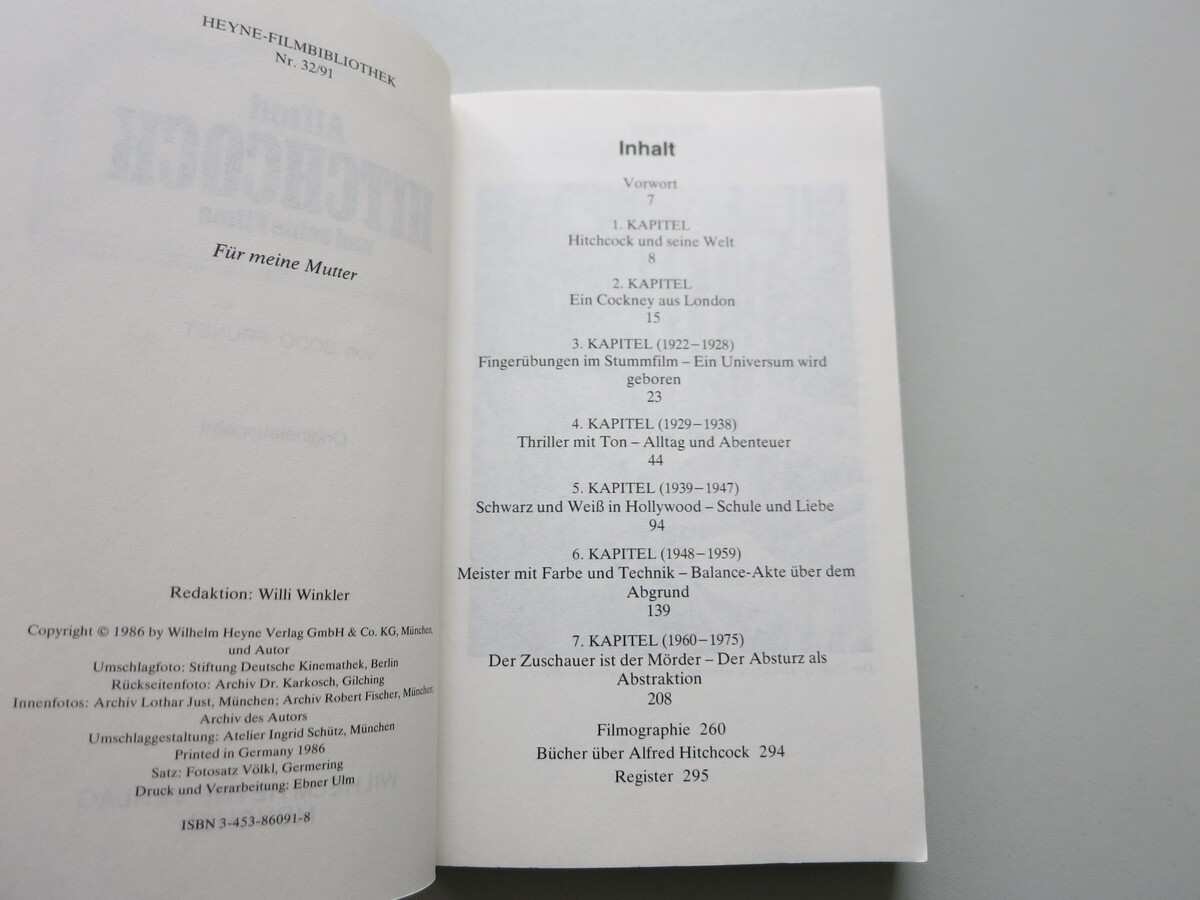 HEYNE-FILMBIBLIOTHEK
Nr. 32/91
Für meine Mutter
Redaktion: Willi Winkler
Copyright © 1986 by Wilhelm Heyne Verlag GmbH & Co. KG, München,
und Autor
Umschlagfoto: Stiftung Deutsche Kinemathek, Berlin
Rückseitenfoto: Archiv Dr. Karkosch, Gilching
Innenfotos: Archiv Lothar Just, München; Archiv Robert Fischer, München,
Archiv des Autors
Umschlaggestaltung: Atelier Ingrid Schütz, München
Printed in Germany 1986
Satz: Fotosatz Völkl, Germering
Druck und Verarbeitung: Ebner Ulm
ISBN 3-453-86091-8
Inhalt
Vorwort
7
1. KAPITEL
Hitchcock und seine Welt
8
2. KAPITEL
Ein Cockney aus London
15
3. KAPITEL (1922–1928)
Fingerübungen im Stummfilm – Ein Universum wird
geboren
23
4. KAPITEL (1929–1938)
Thriller mit Ton – Alltag und Abenteuer
44
5. KAPITEL (1939–1947)
Schwarz und Weiß in Hollywood – Schule und Liebe
94
6. KAPITEL (1948–1959)
Meister mit Farbe und Technik – Balance-Akte über dem
Abgrund
139
7. KAPITEL (1960–1975)
Der Zuschauer ist der Mörder – Der Absturz als
Abstraktion
208
Filmographie 260
Bücher über Alfred Hitchcock 294
Register 295